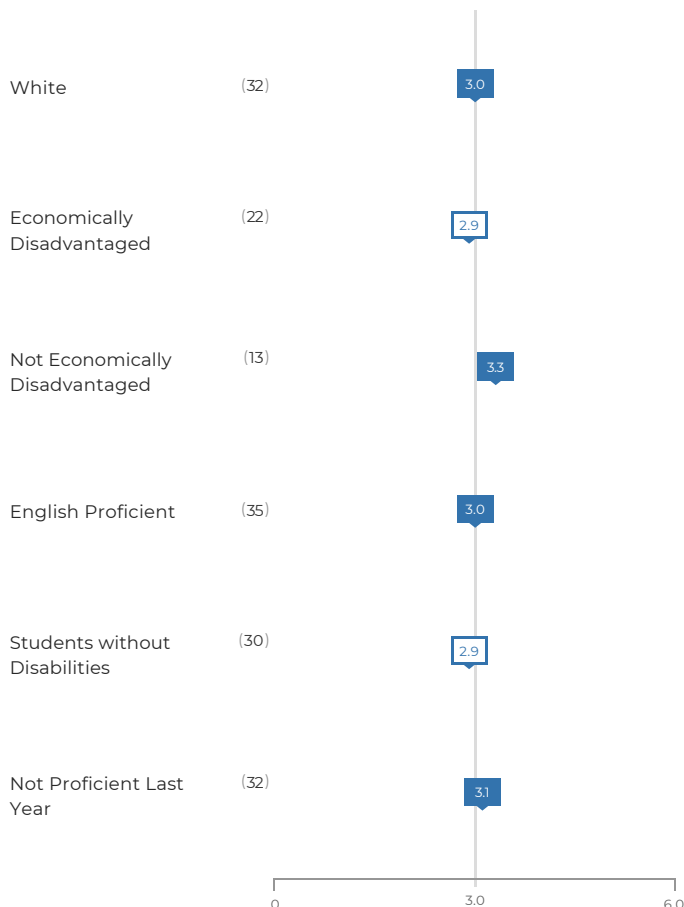 White (32) 3.0
Economically
Disadvantaged (22) 2.9
Not Economically
Disadvantaged (13) 3.3
English Proficient (35) 3.0
Students without
Disabilities (30) 2.9
Not Proficient Last
Year (32) 3.1
0 3.0 6.0